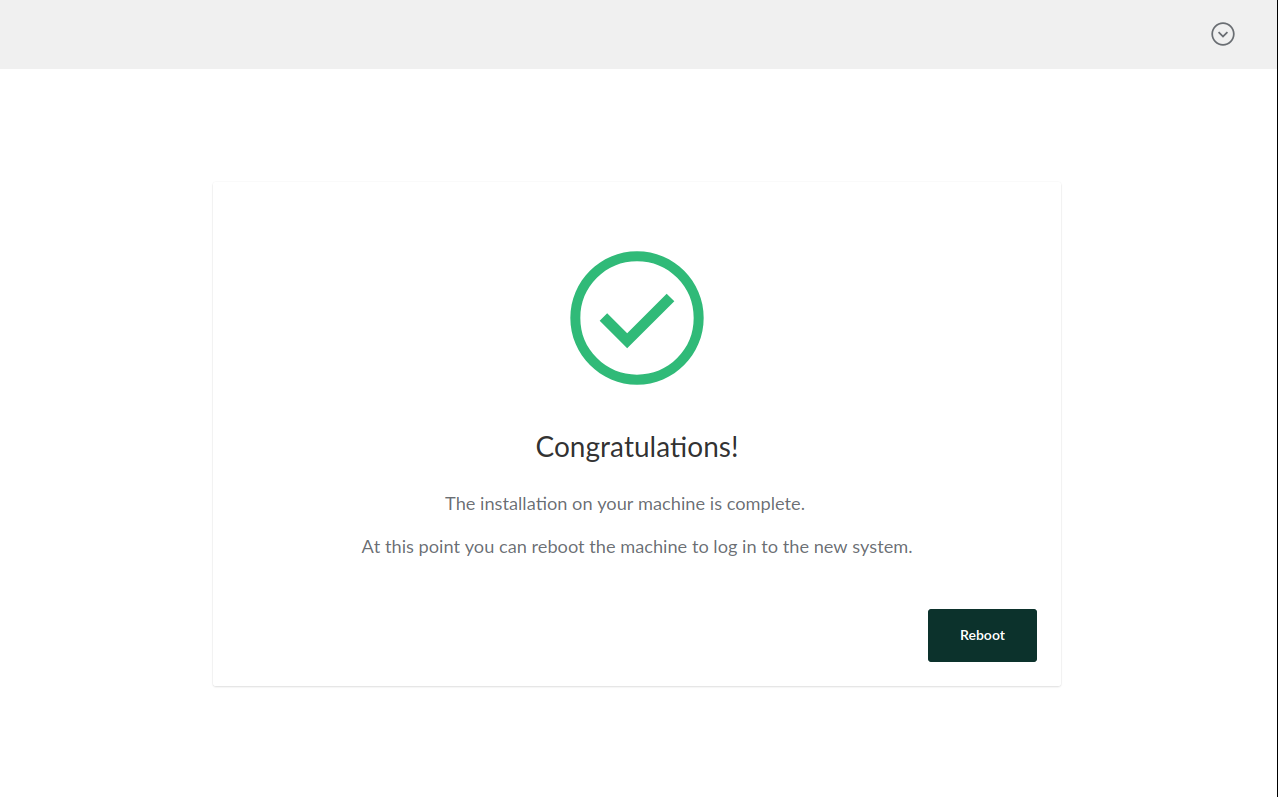 Congratulations!
The installation on your machine is complete.
At this point you can reboot the machine to log in to the new system.
Reboot